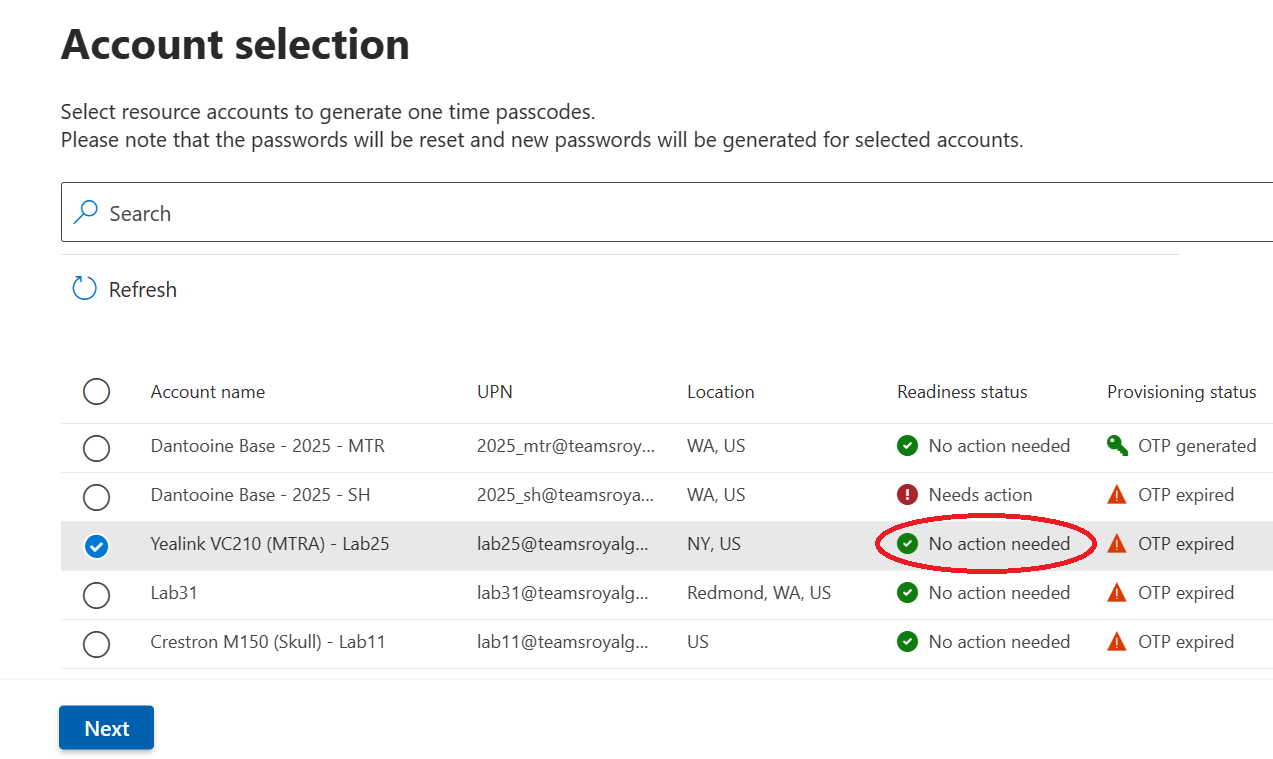 Account selection
Select resource accounts to generate one time passcodes.
Please note that the passwords will be reset and new passwords will be generated for selected accounts.
Search
Refresh
Account name UPN Location Readiness status Provisioning status
Dantooine Base - 2025 - MTR 2025_mtr@teamsroy... WA, US No action needed OTP generated
Dantooine Base - 2025 - SH 2025_sh@teamsroya... WA, US Needs action OTP expired
Yealink VC210 (MTRA) - Lab25 lab25@teamsroyalg... NY, US No action needed OTP expired
Lab31 lab31@teamsroyalg... Redmond, WA, US No action needed OTP expired
Crestron M150 (Skull) - Lab11 lab11@teamsroyalg... US No action needed OTP expired
Next